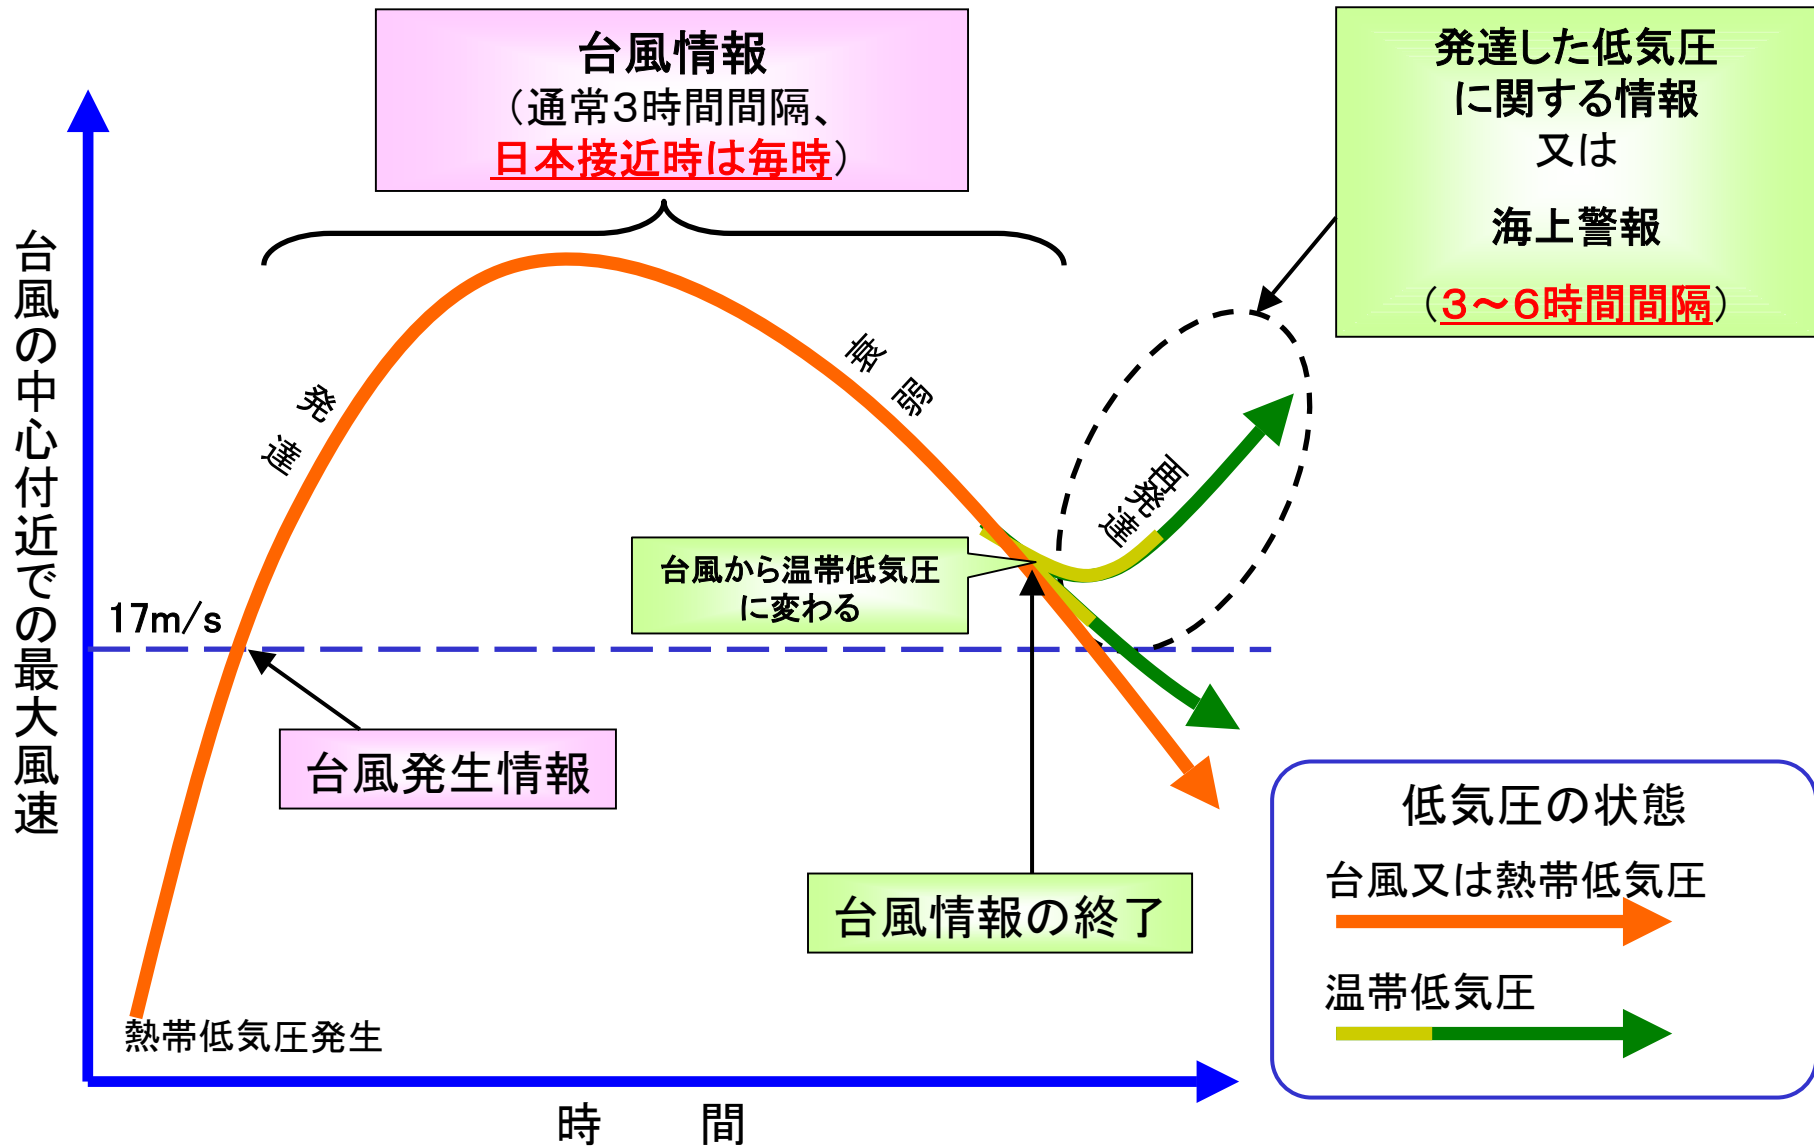 台風情報
（通常３時間間隔、
日本接近時は毎時）
発達した低気圧
に関する情報
又は
海上警報
（３～６時間間隔）
台風の中心付近での最大風速
発達
衰弱
再発達
台風から温帯低気圧
に変わる
17m/s
台風発生情報
台風情報の終了
熱帯低気圧発生
時　間
低気圧の状態
台風又は熱帯低気圧
温帯低気圧